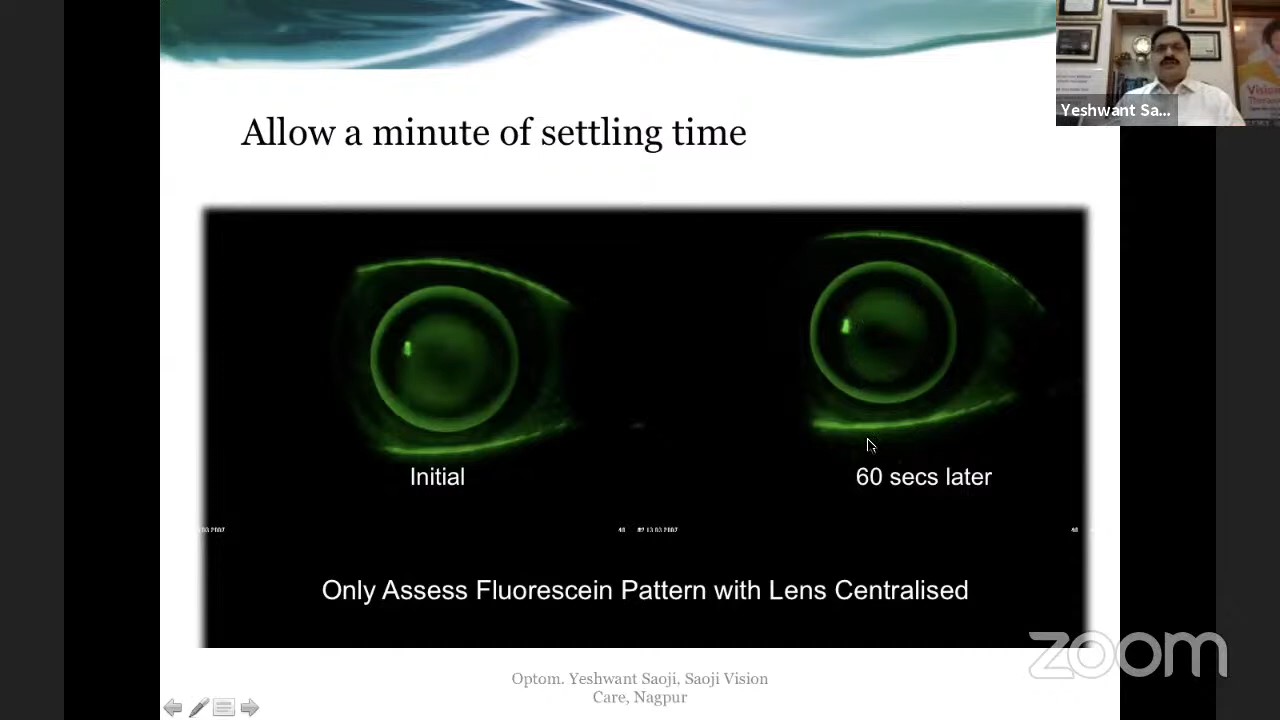 Yeshwant Sa...
Vision
Allow a minute of settling time
Initial
60 secs later
Only Assess Fluorescein Pattern with Lens Centralised
Optom. Yeshwant Saoji, Saoji Vision
Care, Nagpur
zoom